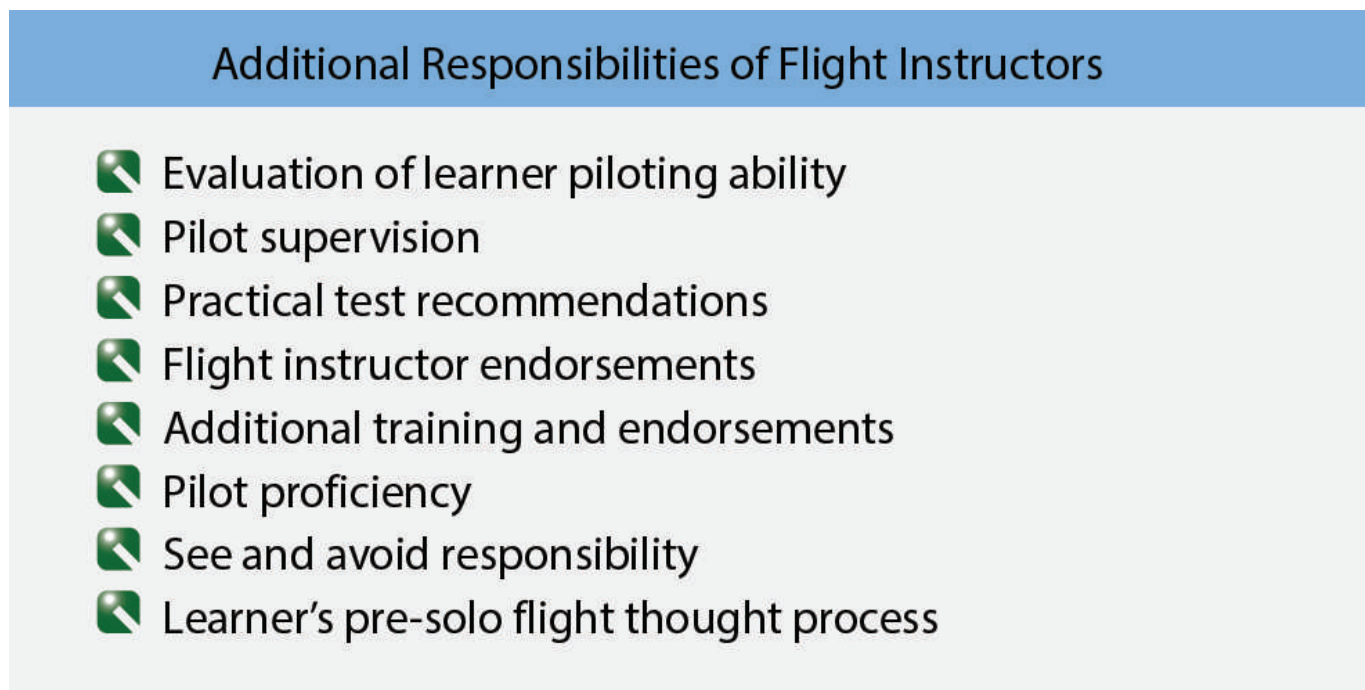 Additional Responsibilities of Flight Instructors
Evaluation of learner piloting ability
Pilot supervision
Practical test recommendations
Flight instructor endorsements
Additional training and endorsements
Pilot proficiency
See and avoid responsibility
Learner’s pre-solo flight thought process